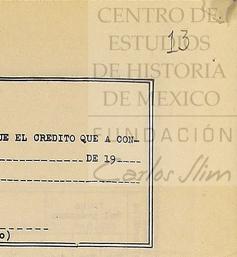 CENTRO DE
ESTUDIOS
DE HISTORIA
DE MEXICO
FUNDACIÓN
Carlos Slim
13
UE EL CREDITO QUE A CON-
DE 19
o)